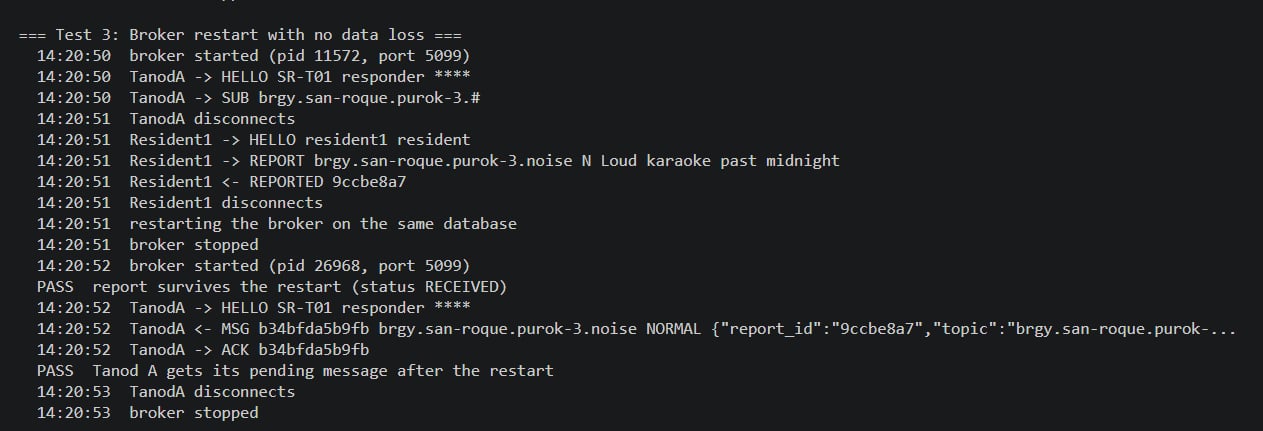 === Test 3: Broker restart with no data loss ===
14:20:50  broker started (pid 11572, port 5099)
14:20:50  TanodA -> HELLO SR-T01 responder ****
14:20:50  TanodA -> SUB brgy.san-roque.purok-3.#
14:20:51  TanodA disconnects
14:20:51  Resident1 -> HELLO resident1 resident
14:20:51  Resident1 -> REPORT brgy.san-roque.purok-3.noise N Loud karaoke past midnight
14:20:51  Resident1 <- REPORTED 9ccbe8a7
14:20:51  Resident1 disconnects
14:20:51  restarting the broker on the same database
14:20:51  broker stopped
14:20:52  broker started (pid 26968, port 5099)
PASS  report survives the restart (status RECEIVED)
14:20:52  TanodA -> HELLO SR-T01 responder ****
14:20:52  TanodA <- MSG b34bfda5b9fb brgy.san-roque.purok-3.noise NORMAL {"report_id":"9ccbe8a7","topic":"brgy.san-roque.purok-...
14:20:52  TanodA -> ACK b34bfda5b9fb
PASS  Tanod A gets its pending message after the restart
14:20:53  TanodA disconnects
14:20:53  broker stopped